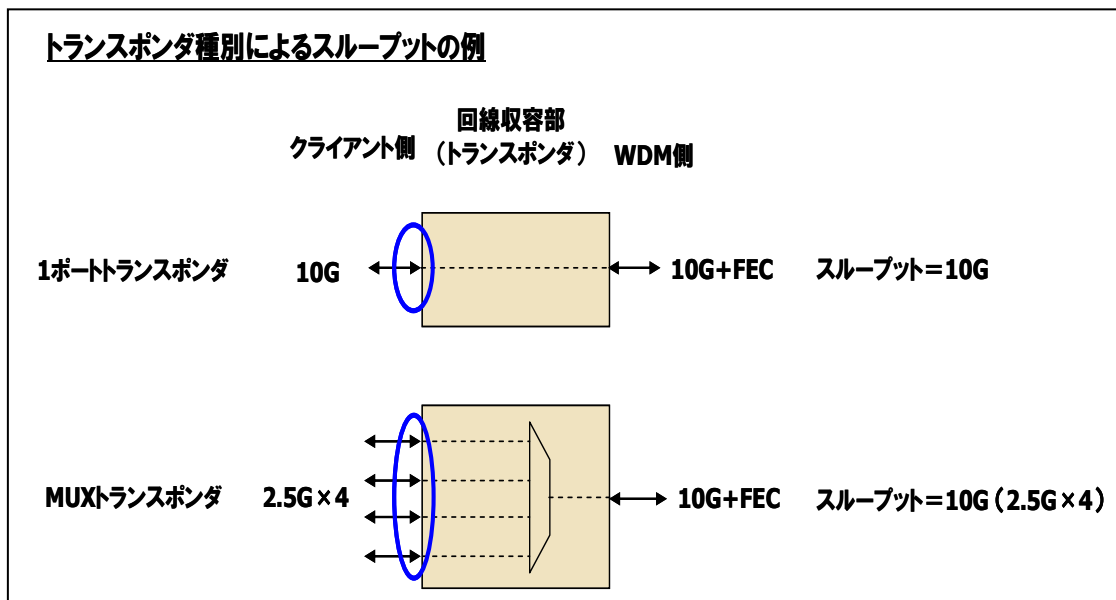 トランスポンダ種別によるスループットの例
回線収容部
クライアント側 （トランスポンダ） WDM側
1ポートトランスポンダ 10G 10G+FEC スループット＝10G
MUXトランスポンダ 2.5G×4 10G+FEC スループット＝10G（2.5G×4）